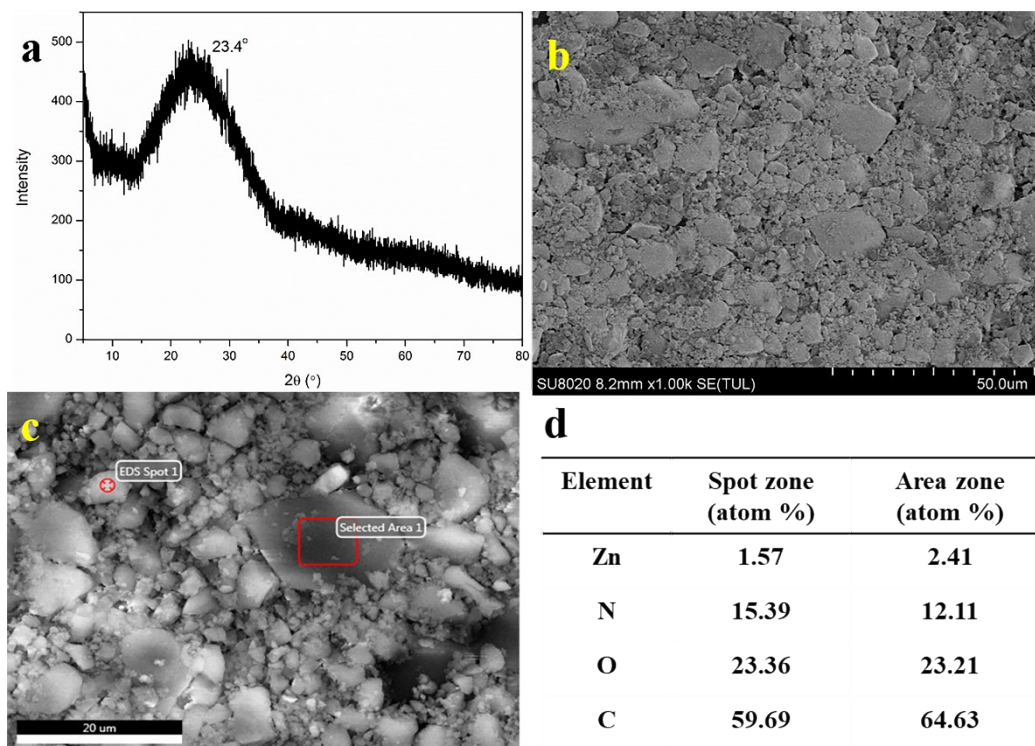 a
500
400
300
200
100
0
Intensity
23.4°
10 20 30 40 50 60 70 80
2θ (°)
b
SU8020 8.2mm x1.00k SE(TUL) 50.0um
c
EDS Spot 1
Selected Area 1
20 um
d
Element Spot zone (atom %) Area zone (atom %)
Zn 1.57 2.41
N 15.39 12.11
O 23.36 23.21
C 59.69 64.63